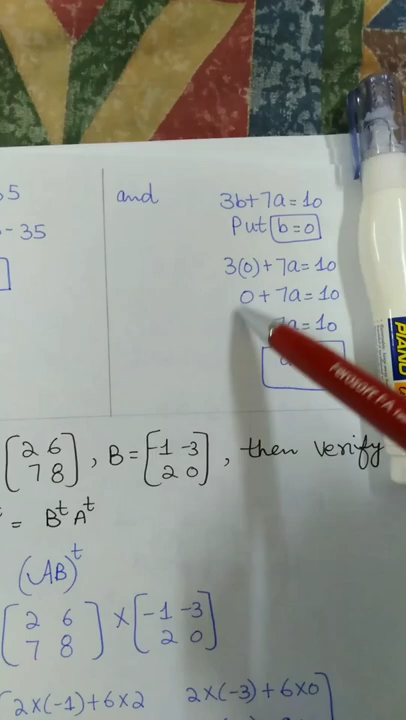 5
and 3b+7a=10
- 35 Put b=0
3(0)+7a=10
0+7a=10
7a=10
[2 6
7 8], B=[-1 -3
2 0], then verify
= BᵗAᵗ
(AB)ᵗ
[2 6
7 8]×[-1 -3
2 0]
2×(-1)+6×2 2×(-3)+6×0
PIANO